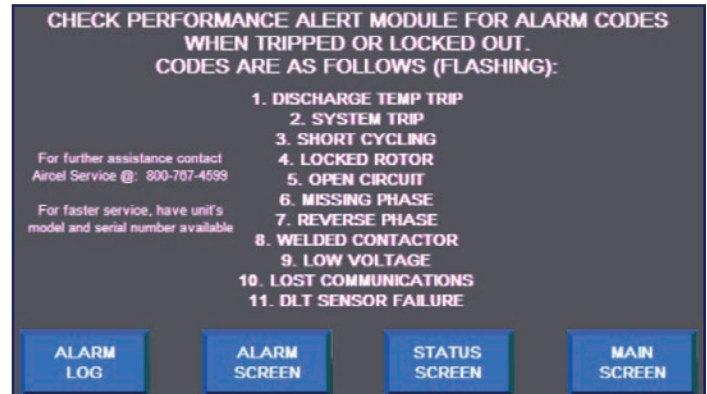 CHECK PERFORMANCE ALERT MODULE FOR ALARM CODES
WHEN TRIPPED OR LOCKED OUT.
CODES ARE AS FOLLOWS (FLASHING):
1. DISCHARGE TEMP TRIP
2. SYSTEM TRIP
3. SHORT CYCLING
4. LOCKED ROTOR
5. OPEN CIRCUIT
6. MISSING PHASE
7. REVERSE PHASE
8. WELDED CONTACTOR
9. LOW VOLTAGE
10. LOST COMMUNICATIONS
11. DLT SENSOR FAILURE
For further assistance contact
Aircel Service @: 800-767-4599
For faster service, have unit's
model and serial number available
ALARM
LOG
ALARM
SCREEN
STATUS
SCREEN
MAIN
SCREEN